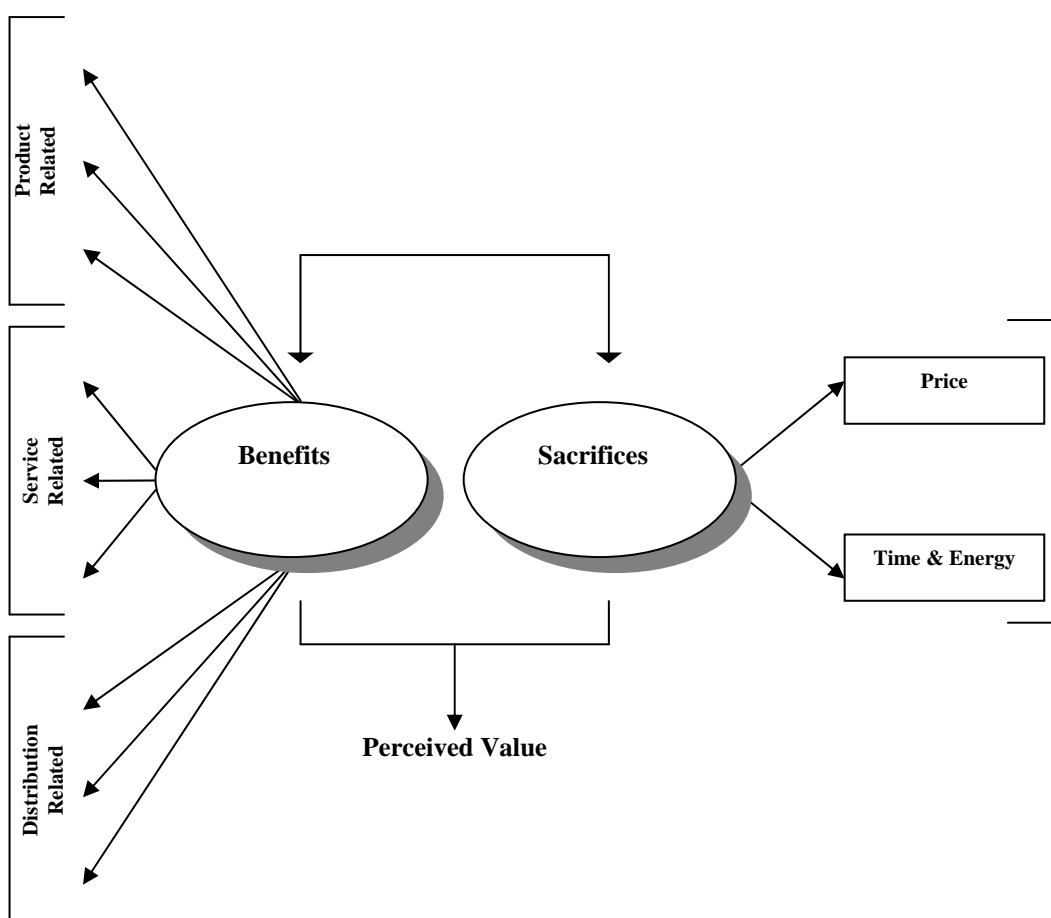 Product
Related
Service
Related
Distribution
Related
Benefits
Sacrifices
Price
Time & Energy
Perceived Value